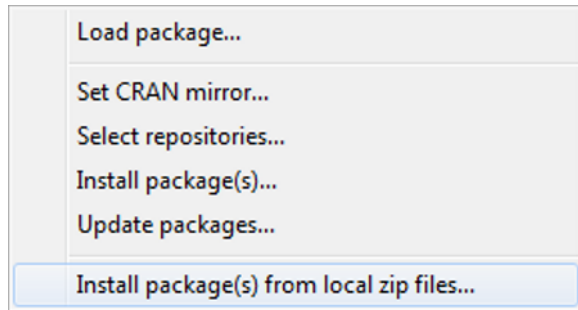 Load package...
Set CRAN mirror...
Select repositories...
Install package(s)...
Update packages...
Install package(s) from local zip files...